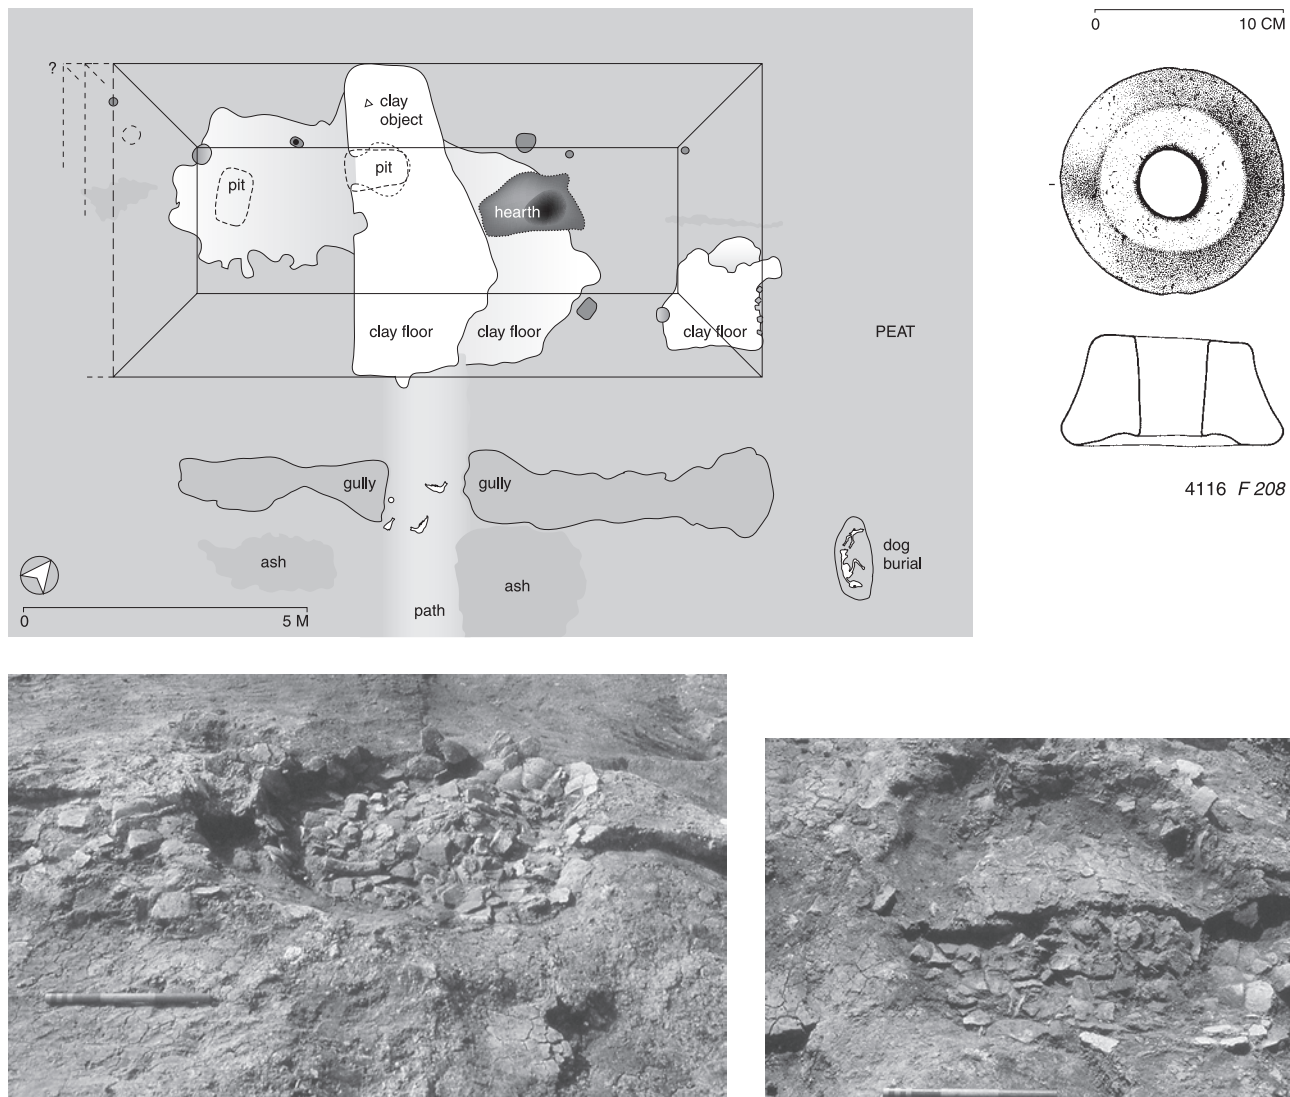 ?
clay
object
pit
pit
hearth
clay floor
clay floor
clay floor
PEAT
gully
gully
ash
ash
dog
burial
path
0
5 M
0
10 CM
4116 F 208